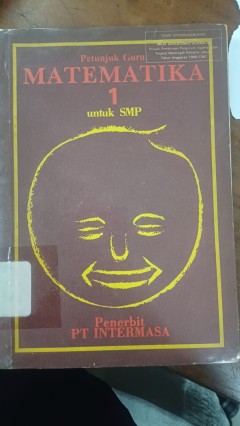 Petunjuk Guru
MATEMATIKA
1
untuk SMP
Penerbit
PT INTERMASA